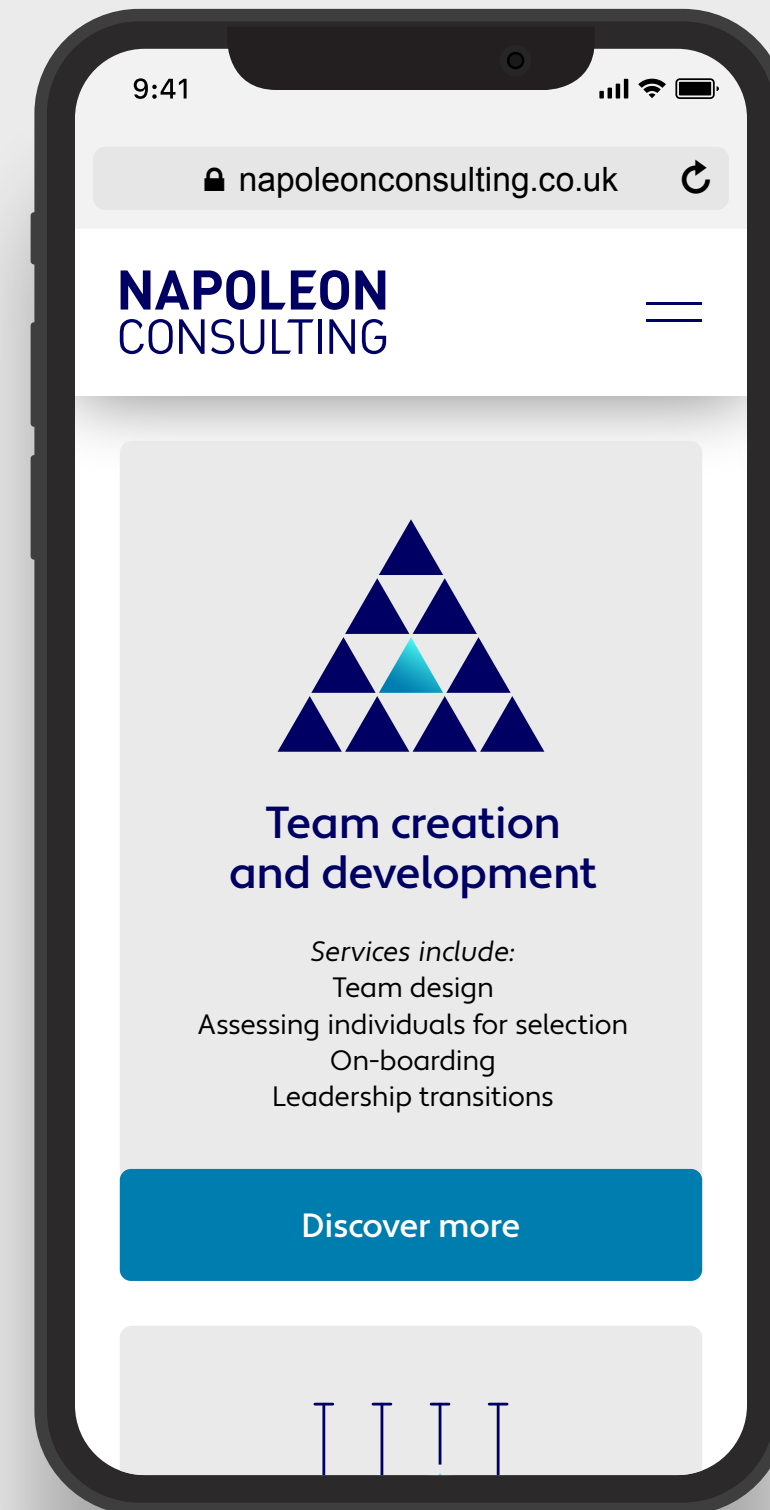 9:41
napoleonconsulting.co.uk
NAPOLEON
CONSULTING
Team creation
and development
Services include:
Team design
Assessing individuals for selection
On-boarding
Leadership transitions
Discover more